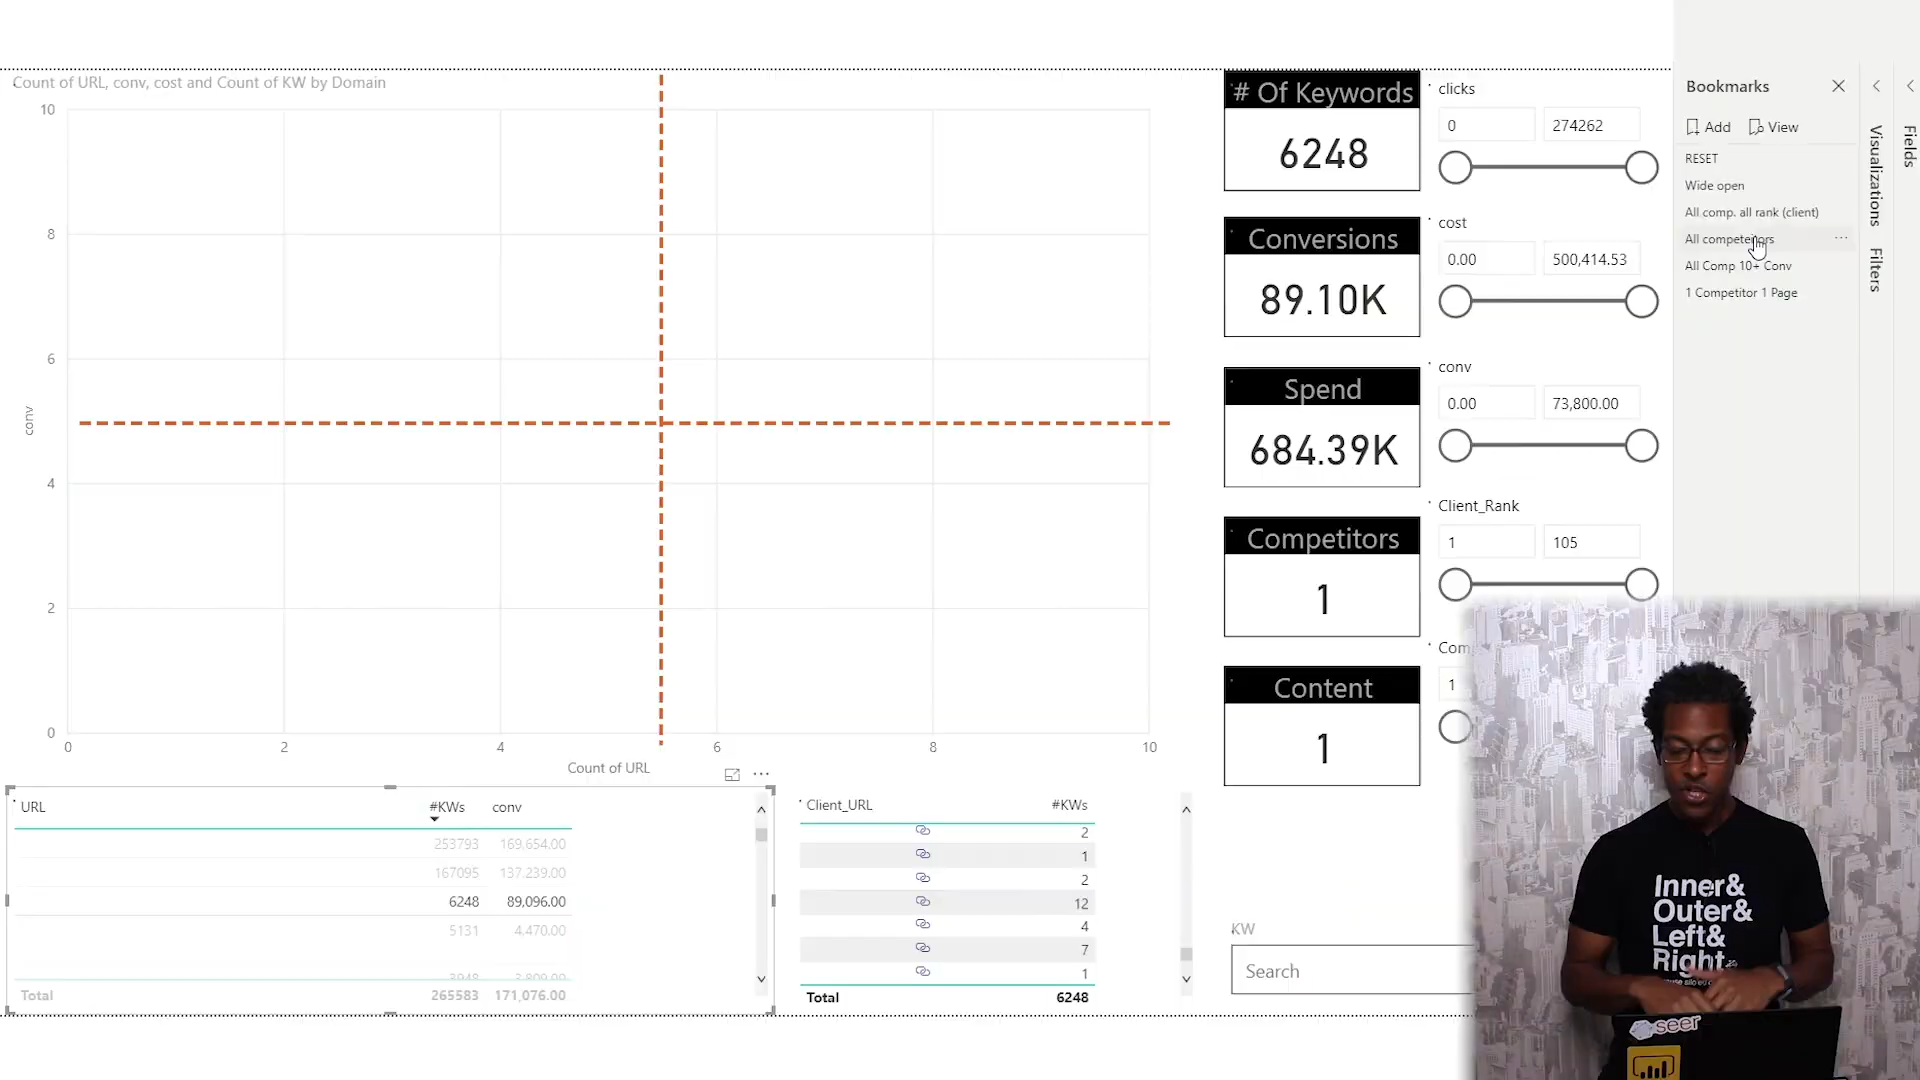 Count of URL, conv, cost and Count of KW by Domain
10
8
6
4
2
0
conv
0 2 4 6 8 10
Count of URL
# Of Keywords
6248
Conversions
89.10K
Spend
684.39K
Competitors
1
Content
1
clicks
0 274262
cost
0.00 500,414.53
conv
0.00 73,800.00
Client_Rank
1 105
Com
1
Bookmarks
Add View
RESET
Wide open
All comp. all rank (client)
All competitors
All Comp 10+ Conv
1 Competitor 1 Page
Visualizations
Filters
Fields
URL #KWs conv
253793 169,654.00
167095 137,239.00
6248 89,096.00
5131 4,470.00
3948 3,809.00
Total 265583 171,076.00
Client_URL #KWs
2
1
2
12
4
7
1
Total 6248
KW
Search
Inner&
Outer&
Left&
Right.
seer